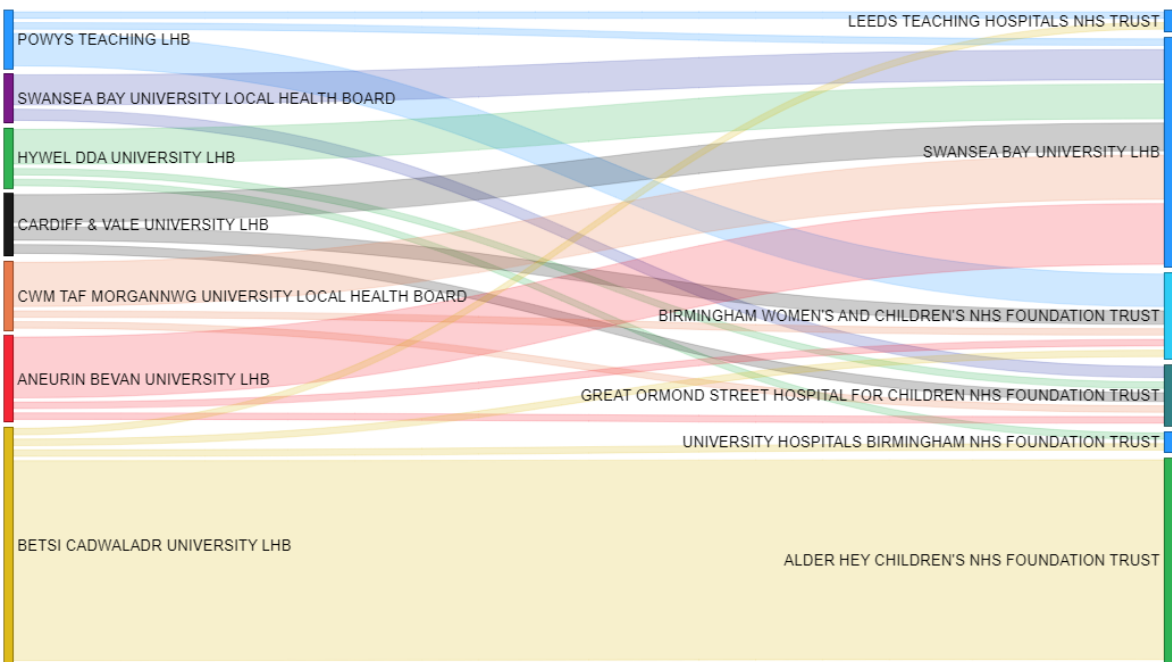 POWYS TEACHING LHB
SWANSEA BAY UNIVERSITY LOCAL HEALTH BOARD
HYWEL DDA UNIVERSITY LHB
CARDIFF & VALE UNIVERSITY LHB
CWM TAF MORGANNWG UNIVERSITY LOCAL HEALTH BOARD
ANEURIN BEVAN UNIVERSITY LHB
BETSI CADWALADR UNIVERSITY LHB
LEEDS TEACHING HOSPITALS NHS TRUST
SWANSEA BAY UNIVERSITY LHB
BIRMINGHAM WOMEN'S AND CHILDREN'S NHS FOUNDATION TRUST
GREAT ORMOND STREET HOSPITAL FOR CHILDREN NHS FOUNDATION TRUST
UNIVERSITY HOSPITALS BIRMINGHAM NHS FOUNDATION TRUST
ALDER HEY CHILDREN'S NHS FOUNDATION TRUST